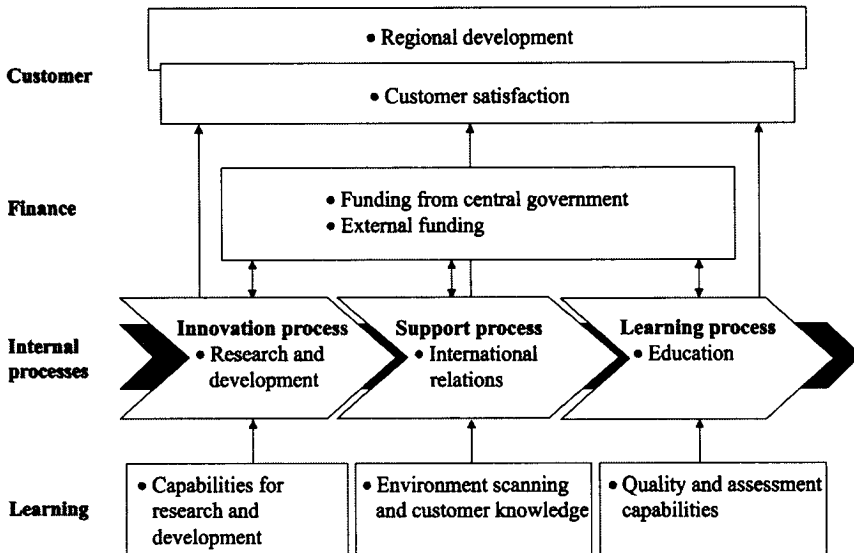 Customer
• Regional development
• Customer satisfaction
Finance
• Funding from central government
• External funding
Internal
processes
Innovation process
• Research and
development
Support process
• International
relations
Learning process
• Education
Learning
• Capabilities for
research and
development
• Environment scanning
and customer knowledge
• Quality and assessment
capabilities